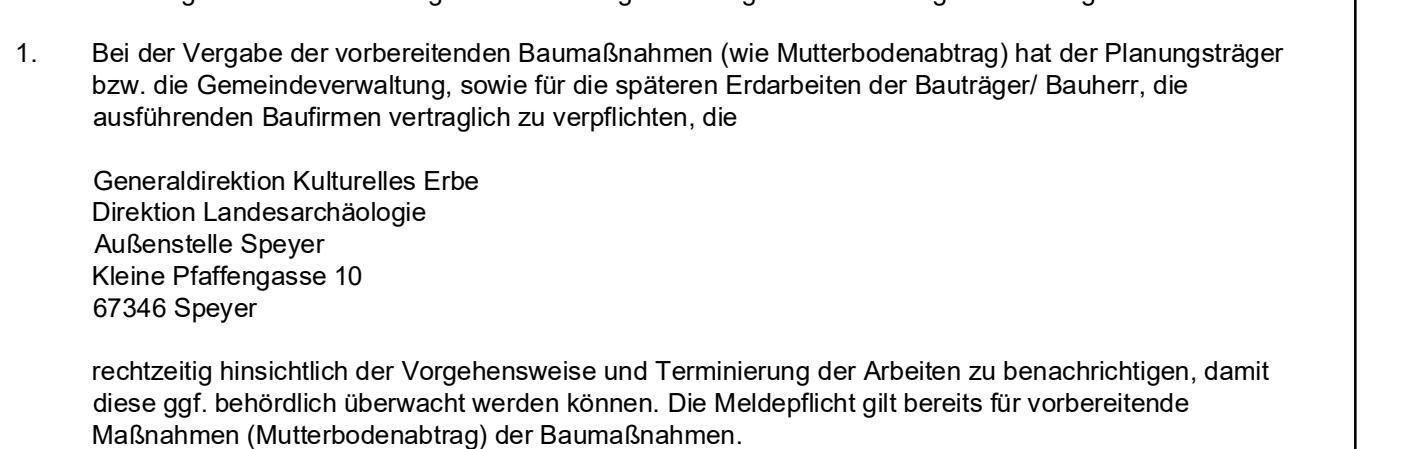 1. Bei der Vergabe der vorbereitenden Baumaßnahmen (wie Mutterbodenabtrag) hat der Planungsträger
bzw. die Gemeindeverwaltung, sowie für die späteren Erdarbeiten der Bauträger/ Bauherr, die
ausführenden Baufirmen vertraglich zu verpflichten, die
Generaldirektion Kulturelles Erbe
Direktion Landesarchäologie
Außenstelle Speyer
Kleine Pfaffengasse 10
67346 Speyer
rechtzeitig hinsichtlich der Vorgehensweise und Terminierung der Arbeiten zu benachrichtigen, damit
diese ggf. behördlich überwacht werden können. Die Meldepflicht gilt bereits für vorbereitende
Maßnahmen (Mutterbodenabtrag) der Baumaßnahmen.